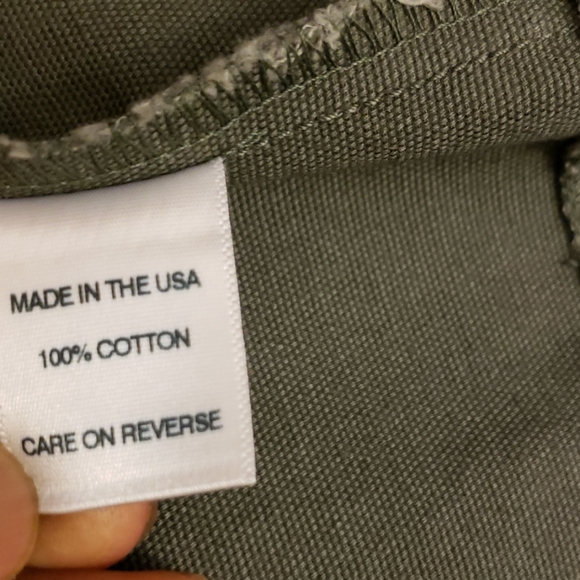 MADE IN THE USA
100% COTTON
CARE ON REVERSE